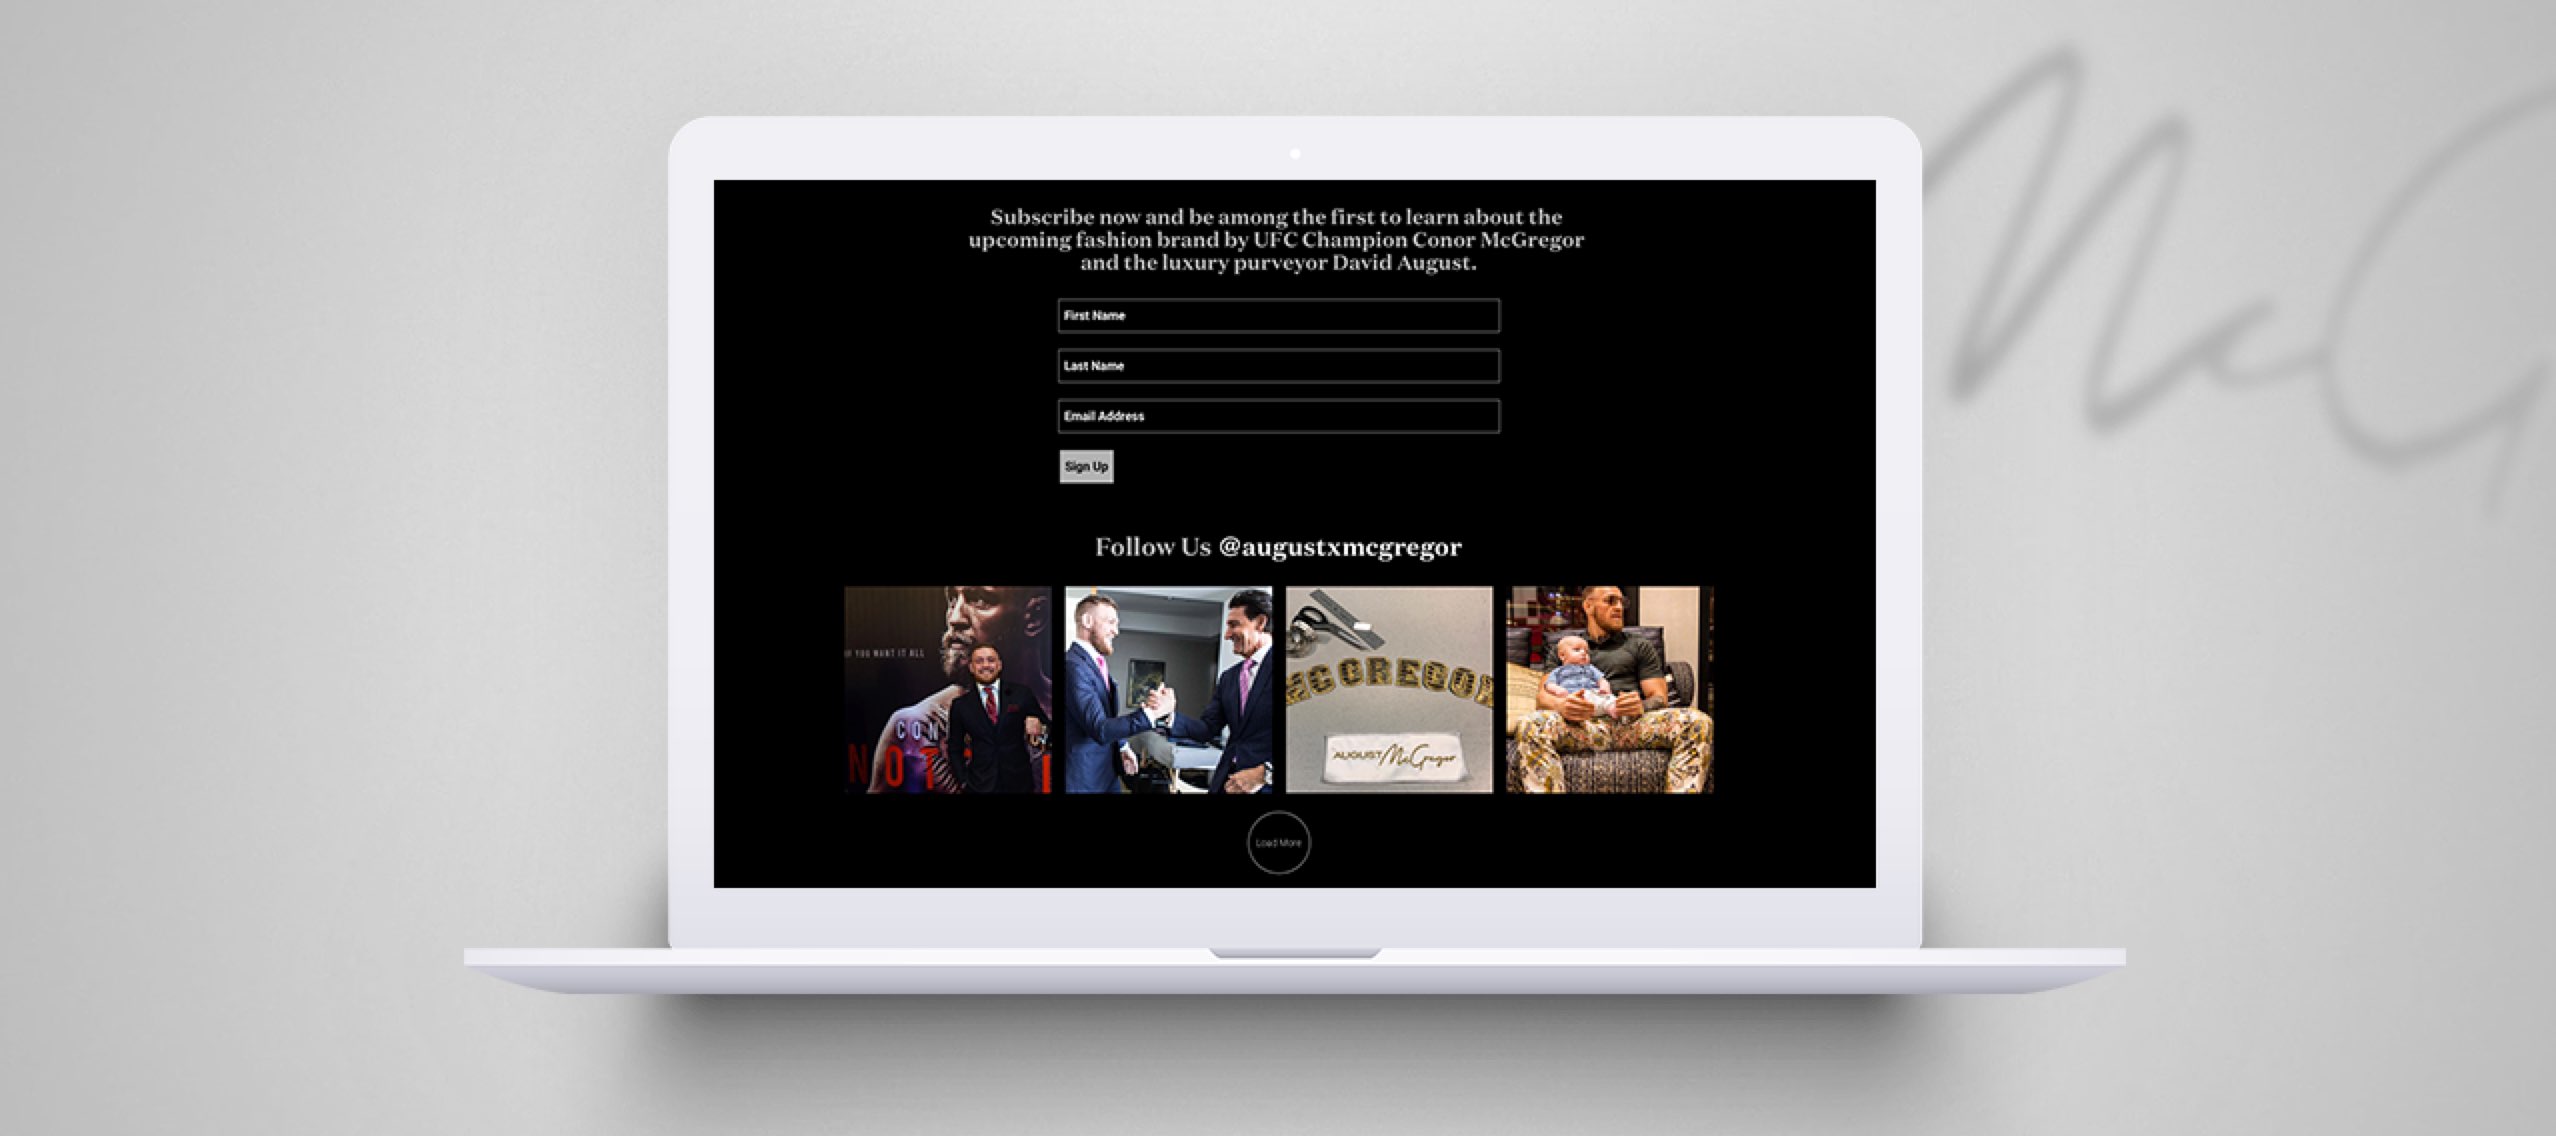 Subscribe now and be among the first to learn about the
upcoming fashion brand by UFC Champion Conor McGregor
and the luxury purveyor David August.
First Name
Last Name
Email Address
Sign Up
Follow Us @augustxmcgregor
IF YOU WANT IT ALL
CON
NOT
MCGREGOR
AUGUST McGregor
Load More
McG